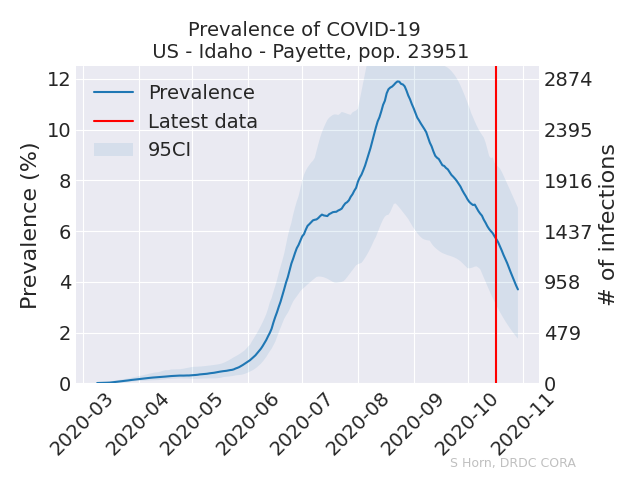 Prevalence of COVID-19
US - Idaho - Payette, pop. 23951
Prevalence (%)
12
10
8
6
4
2
0
Prevalence
Latest data
95CI
2874
2395
1916
1437
958
479
0
# of infections
2020-03
2020-04
2020-05
2020-06
2020-07
2020-08
2020-09
2020-10
2020-11
S Horn, DRDC CORA